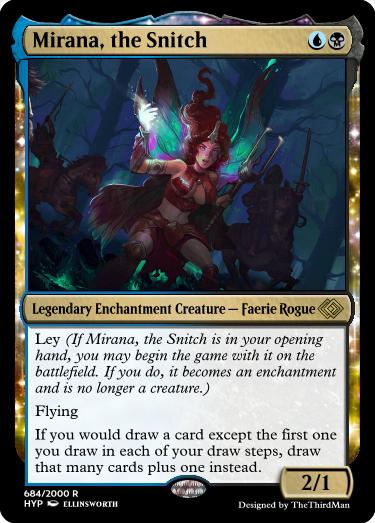 Mirana, the Snitch
Legendary Enchantment Creature — Faerie Rogue
Ley (If Mirana, the Snitch is in your opening
hand, you may begin the game with it on the
battlefield. If you do, it becomes an enchantment
and is no longer a creature.)
Flying
If you would draw a card except the first one
you draw in each of your draw steps, draw
that many cards plus one instead.
2/1
684/2000 R
HYP ELLINSWORTH
Designed by TheThirdMan